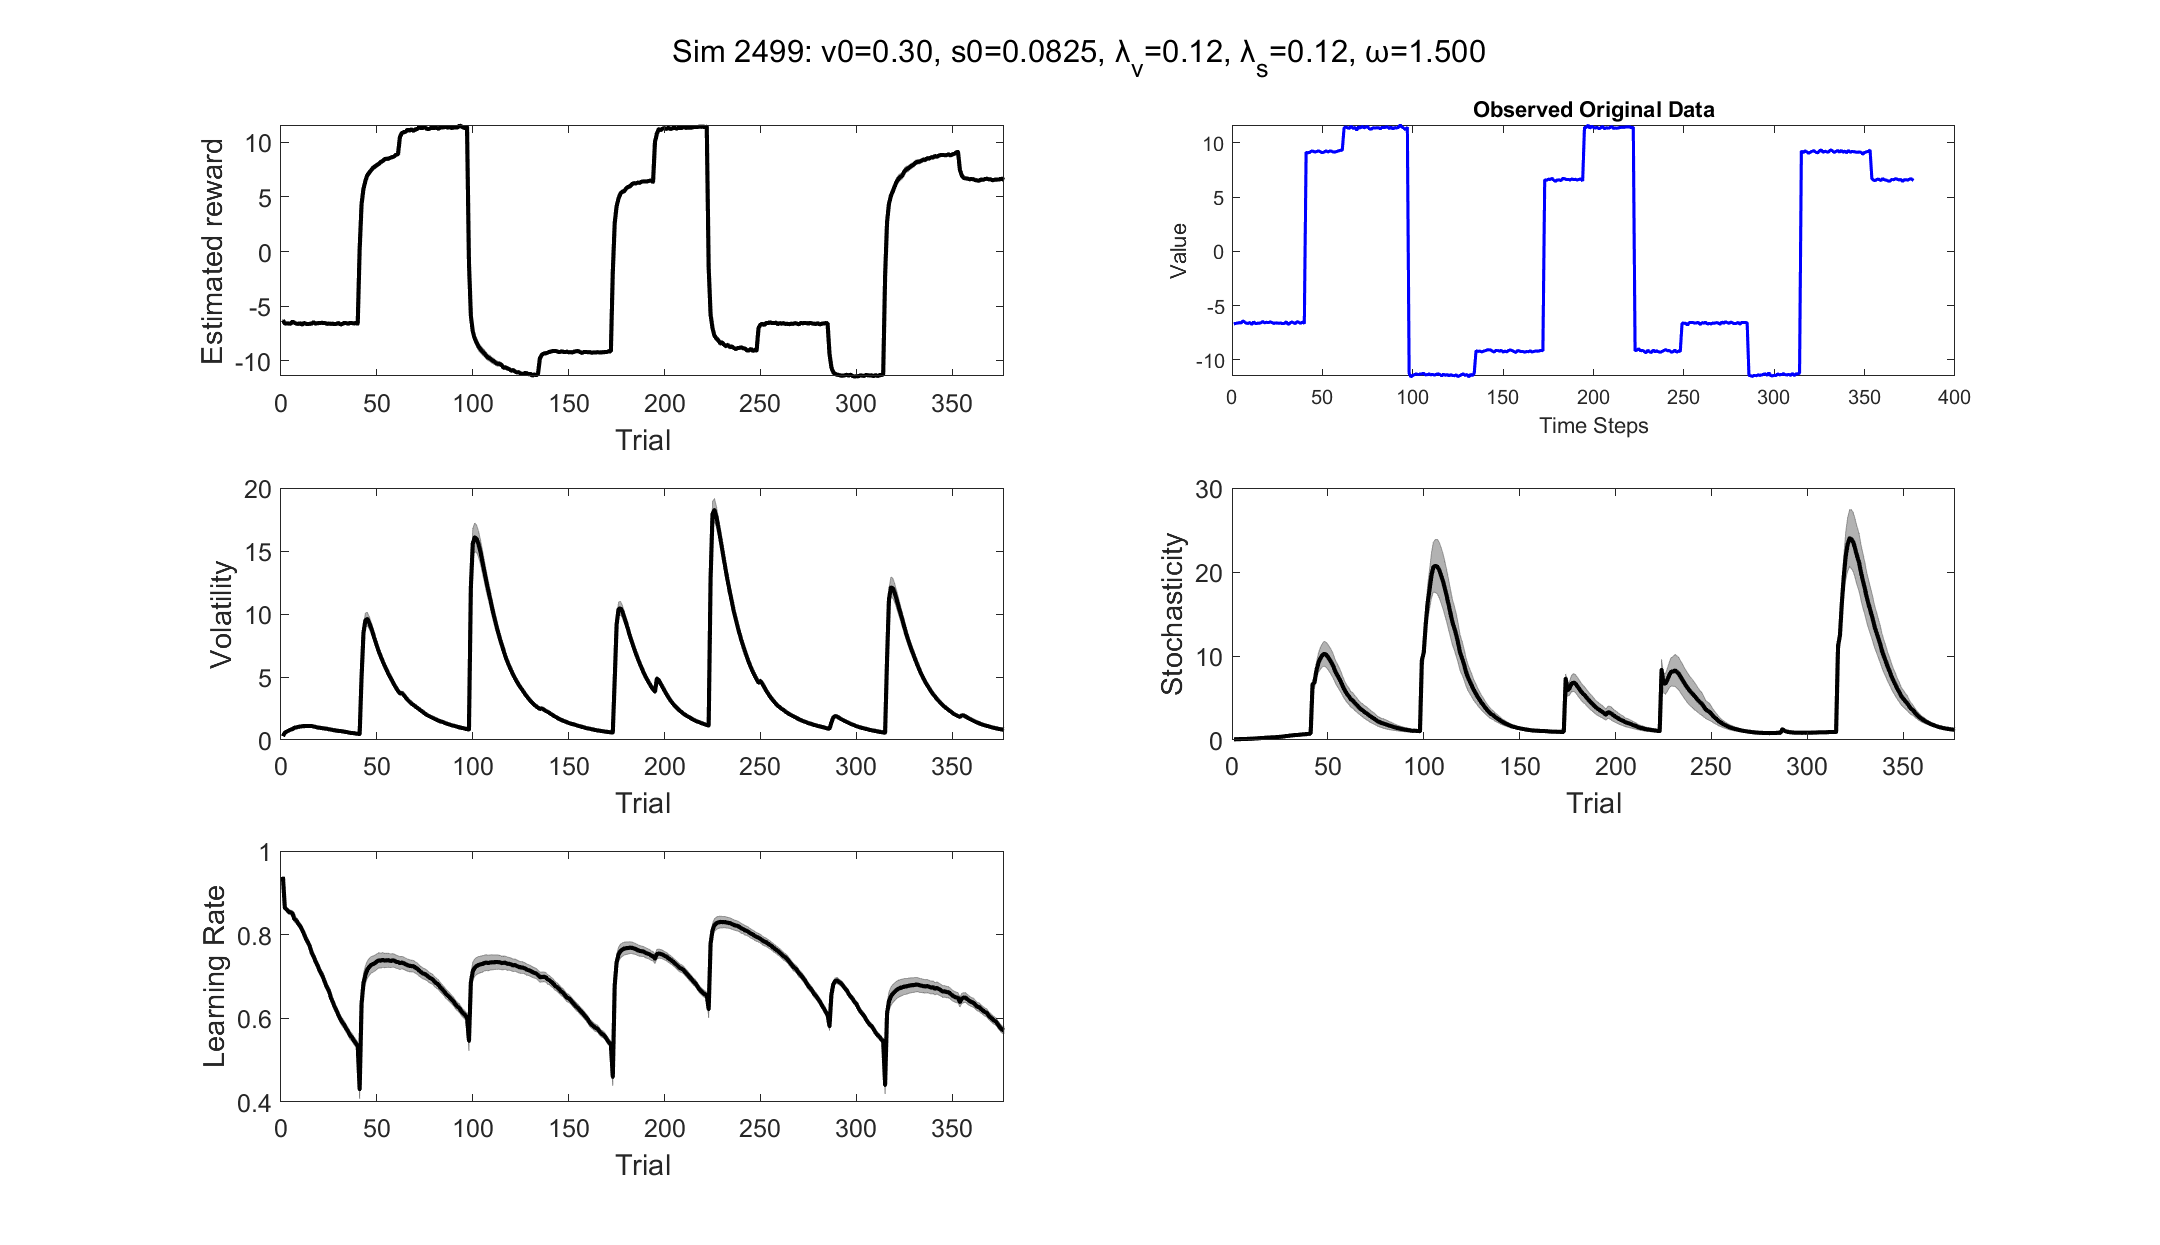 Sim 2499: v0=0.30, s0=0.0825, λv=0.12, λs=0.12, ω=1.500
Estimated reward
10
5
0
-5
-10
0 50 100 150 200 250 300 350
Trial
Observed Original Data
Value
10
5
0
-5
-10
0 50 100 150 200 250 300 350 400
Time Steps
Volatility
20
15
10
5
0
0 50 100 150 200 250 300 350
Trial
Stochasticity
30
20
10
0
0 50 100 150 200 250 300 350
Trial
Learning Rate
1
0.8
0.6
0.4
0 50 100 150 200 250 300 350
Trial